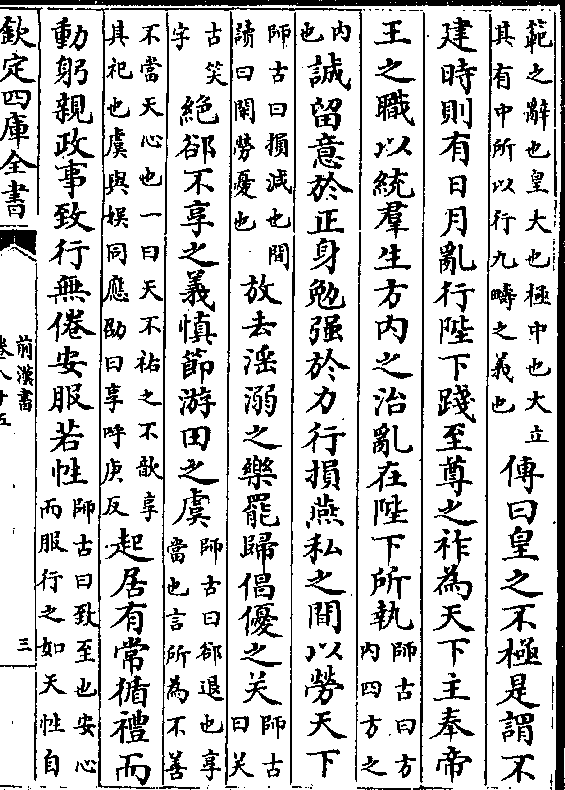 範之辭也皇大也極中也大立
其有中所以行九疇之義也
傳曰皇之不極是謂不
建時則有日月亂行陛下踐至尊之祚為天下主奉帝
王之職以統羣生方内之治亂在陛下所執
師古曰方
内四方之
内
也
誠留意於正身勉强於力行損燕私之閒以勞天下
師古曰損減也閒
讀曰閑勞憂也
放去滛溺之樂罷歸倡優之关
師古
曰关
古笑
字
絶郤不享之義慎節游田之虞
師古曰郤退也享
當也言所為不善
不當天心也一曰天不祐之不歆享
其祀也虞與娱同應劭曰享呼庚反
起居有常循禮而
動躬親政事致行無倦安服若性
師古曰致至也安心
而服行之如天性自
欽定四庫全書
前漢書
卷八十五
三